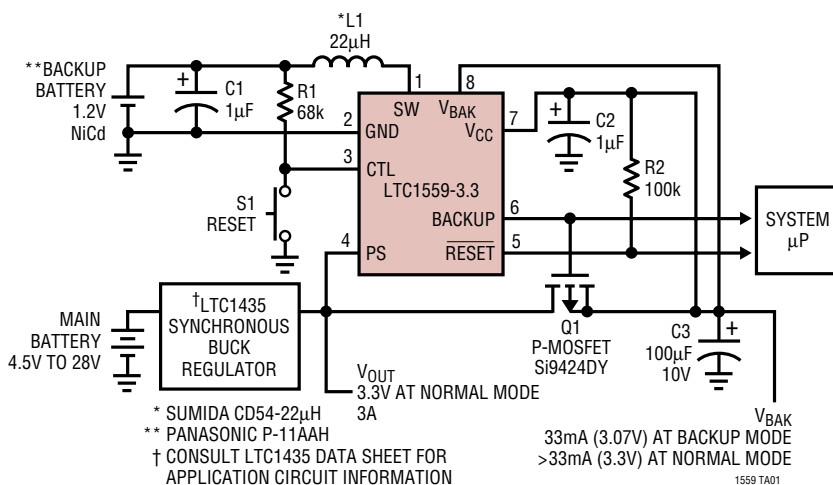 *L1
22µH
**BACKUP
BATTERY
1.2V
NiCd
+
C1
1µF
R1
68k
1
8
SW
VBAK
7
VCC
2
GND
3
CTL
LTC1559-3.3
+
C2
1µF
R2
100k
S1
RESET
BACKUP
6
4
PS
RESET
5
SYSTEM
µP
MAIN
BATTERY
4.5V TO 28V
†LTC1435
SYNCHRONOUS
BUCK
REGULATOR
Q1
P-MOSFET
Si9424DY
C3
100µF
10V
+
VOUT
3.3V AT NORMAL MODE
3A
VBAK
33mA (3.07V) AT BACKUP MODE
>33mA (3.3V) AT NORMAL MODE
* SUMIDA CD54-22µH
** PANASONIC P-11AAH
† CONSULT LTC1435 DATA SHEET FOR
APPLICATION CIRCUIT INFORMATION
1559 TA01